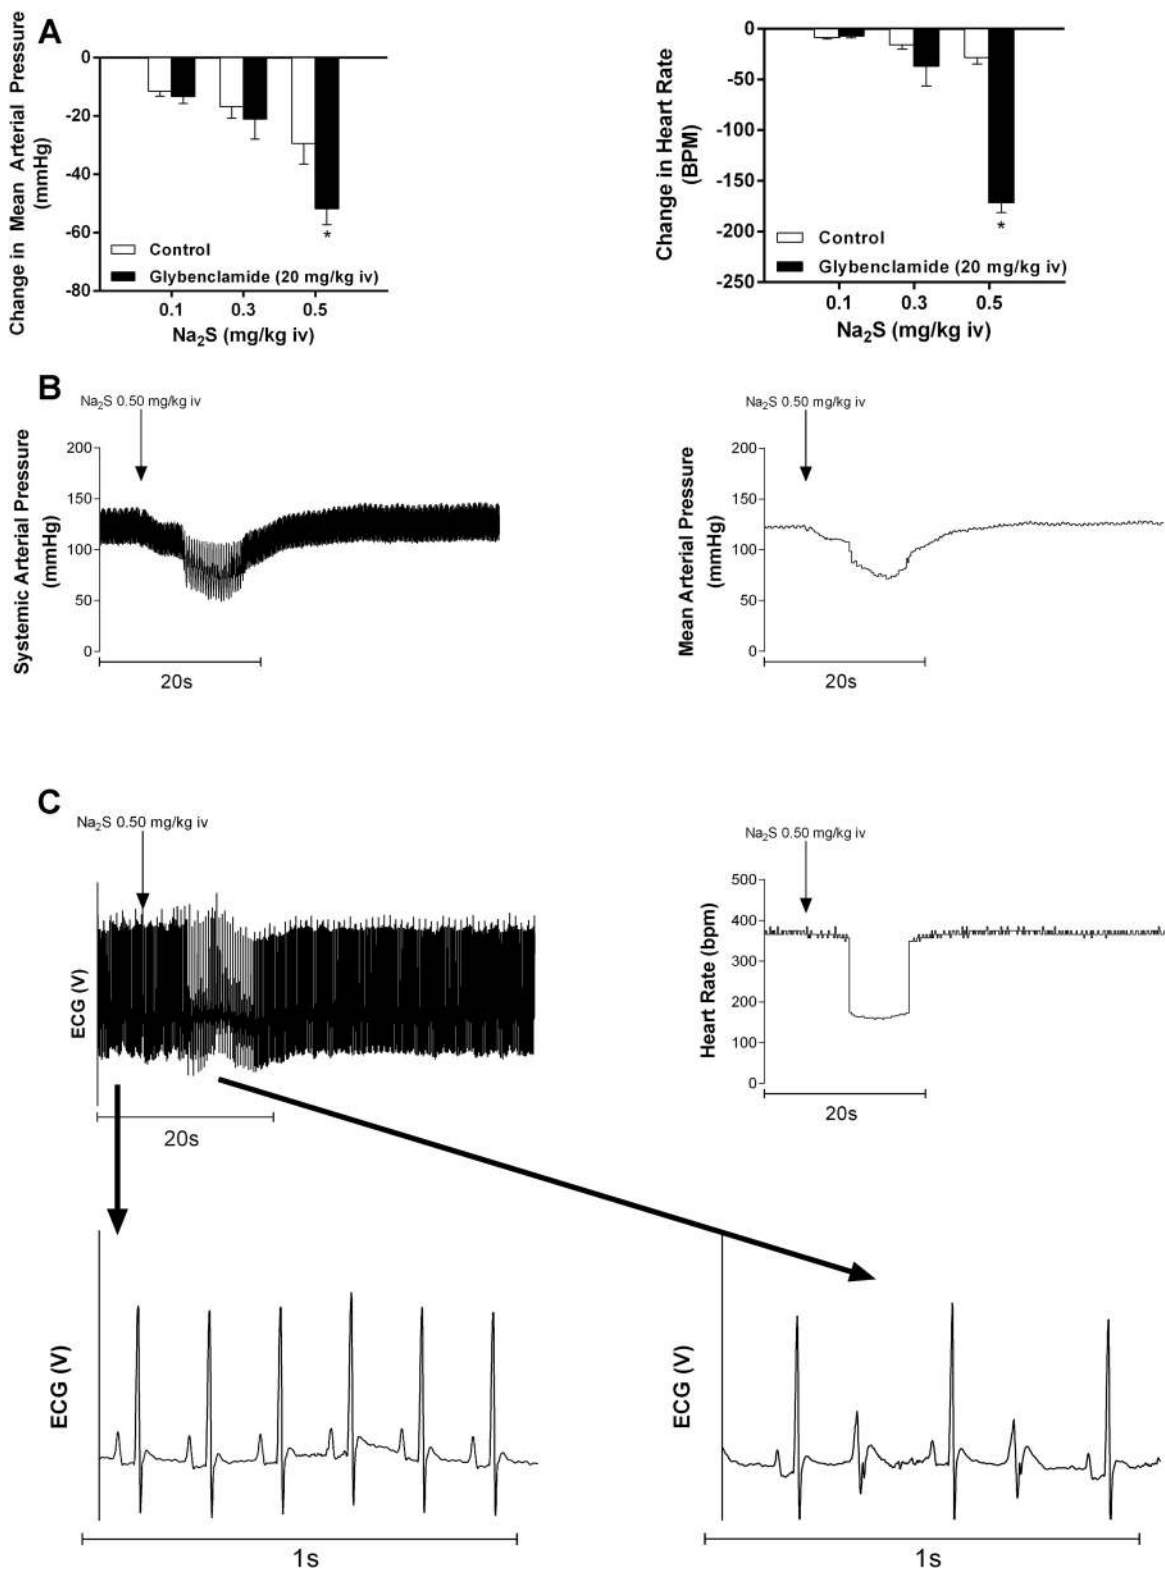 A
Change in Mean Arterial Pressure
(mmHg)
0
-20
-40
-60
-80
Control
Glybenclamide (20 mg/kg iv)
*
0.1 0.3 0.5
Na₂S (mg/kg iv)
Change in Heart Rate
(BPM)
0
-50
-100
-150
-200
-250
Control
Glybenclamide (20 mg/kg iv)
*
0.1 0.3 0.5
Na₂S (mg/kg iv)
B
Na₂S 0.50 mg/kg iv
Systemic Arterial Pressure
(mmHg)
200
150
100
50
0
20s
Na₂S 0.50 mg/kg iv
Mean Arterial Pressure
(mmHg)
200
150
100
50
0
20s
C
Na₂S 0.50 mg/kg iv
ECG (V)
20s
Na₂S 0.50 mg/kg iv
Heart Rate (bpm)
500
400
300
200
100
0
20s
ECG (V)
1s
ECG (V)
1s